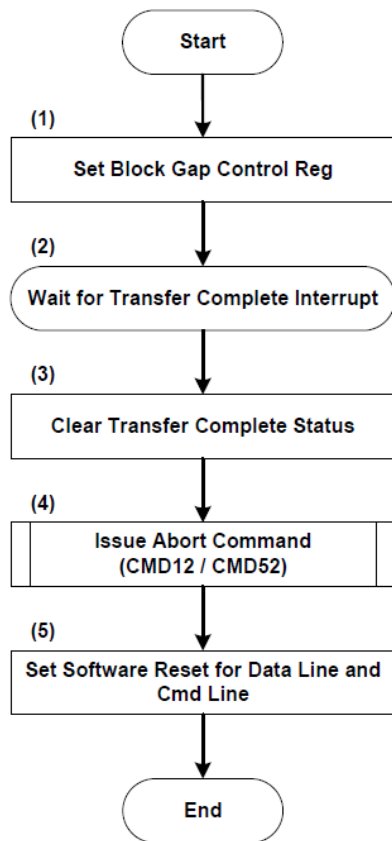 Start
(1)
Set Block Gap Control Reg
(2)
Wait for Transfer Complete Interrupt
(3)
Clear Transfer Complete Status
(4)
Issue Abort Command
(CMD12 / CMD52)
(5)
Set Software Reset for Data Line and
Cmd Line
End